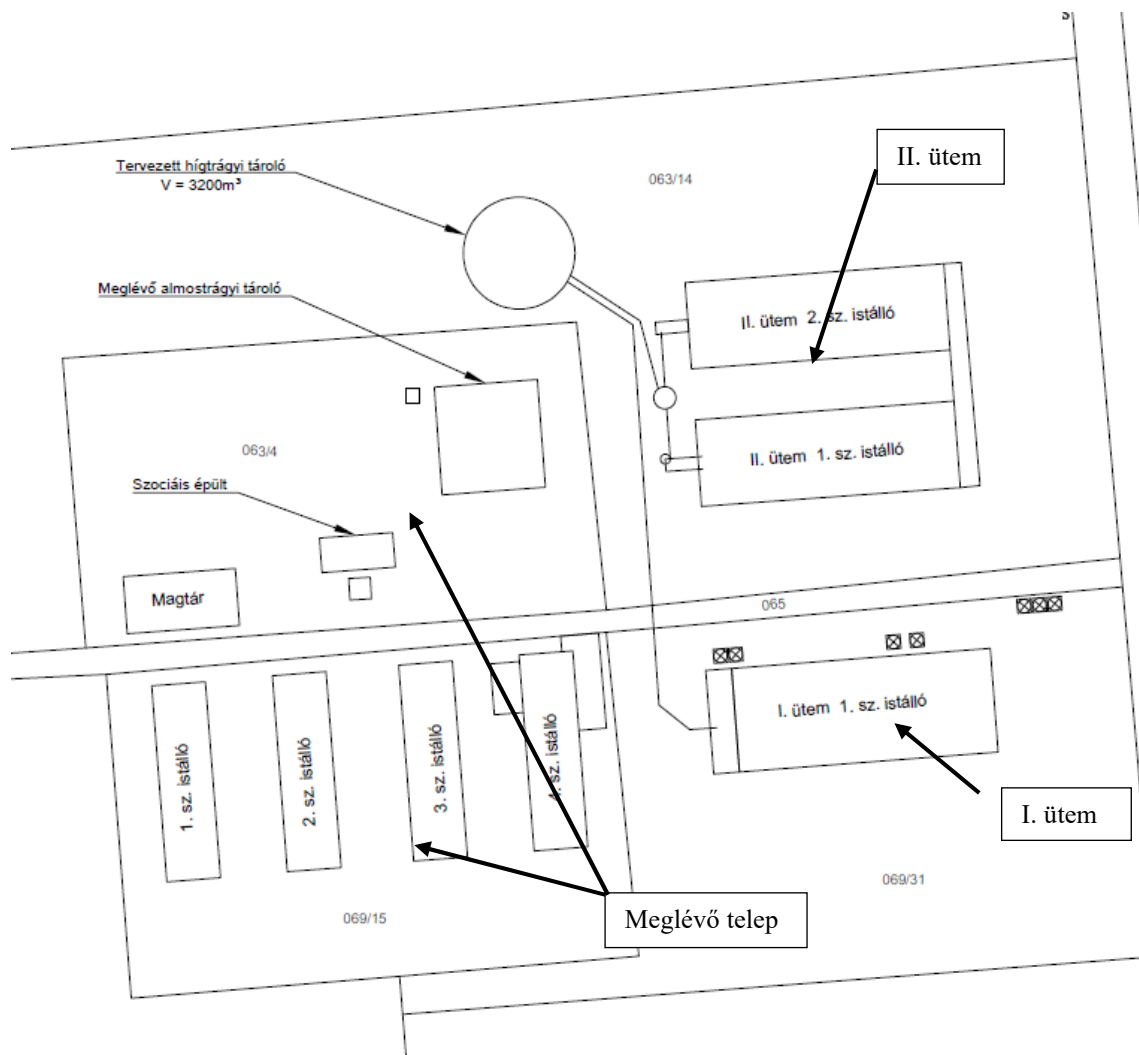 S
Tervezett hígtrágyi tároló
V = 3200m³
063/14
II. ütem
Meglévő almostrágyi tároló
II. ütem 2. sz. istálló
063/4
II. ütem 1. sz. istálló
Szociáis épült
Magtár
065
I. ütem 1. sz. istálló
1. sz. istálló
2. sz. istálló
3. sz. istálló
4. sz. istálló
I. ütem
069/31
069/15
Meglévő telep